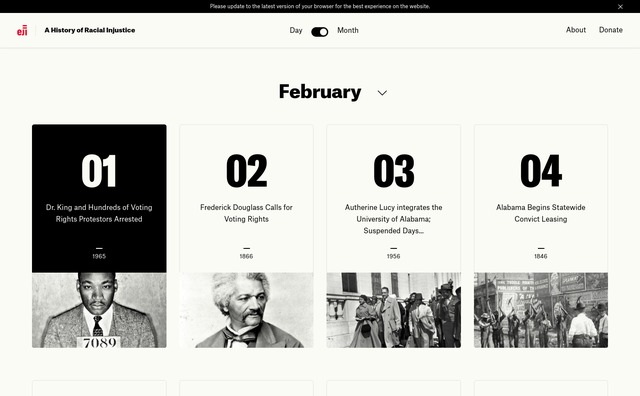 Please update to the latest version of your browser for the best experience on the website.
eji
A History of Racial Injustice
Day
Month
About
Donate
February
01
Dr. King and Hundreds of Voting
Rights Protestors Arrested
1965
7089
02
Frederick Douglass Calls for
Voting Rights
1866
03
Autherine Lucy integrates the
University of Alabama;
Suspended Days...
1956
04
Alabama Begins Statewide
Convict Leasing
1846